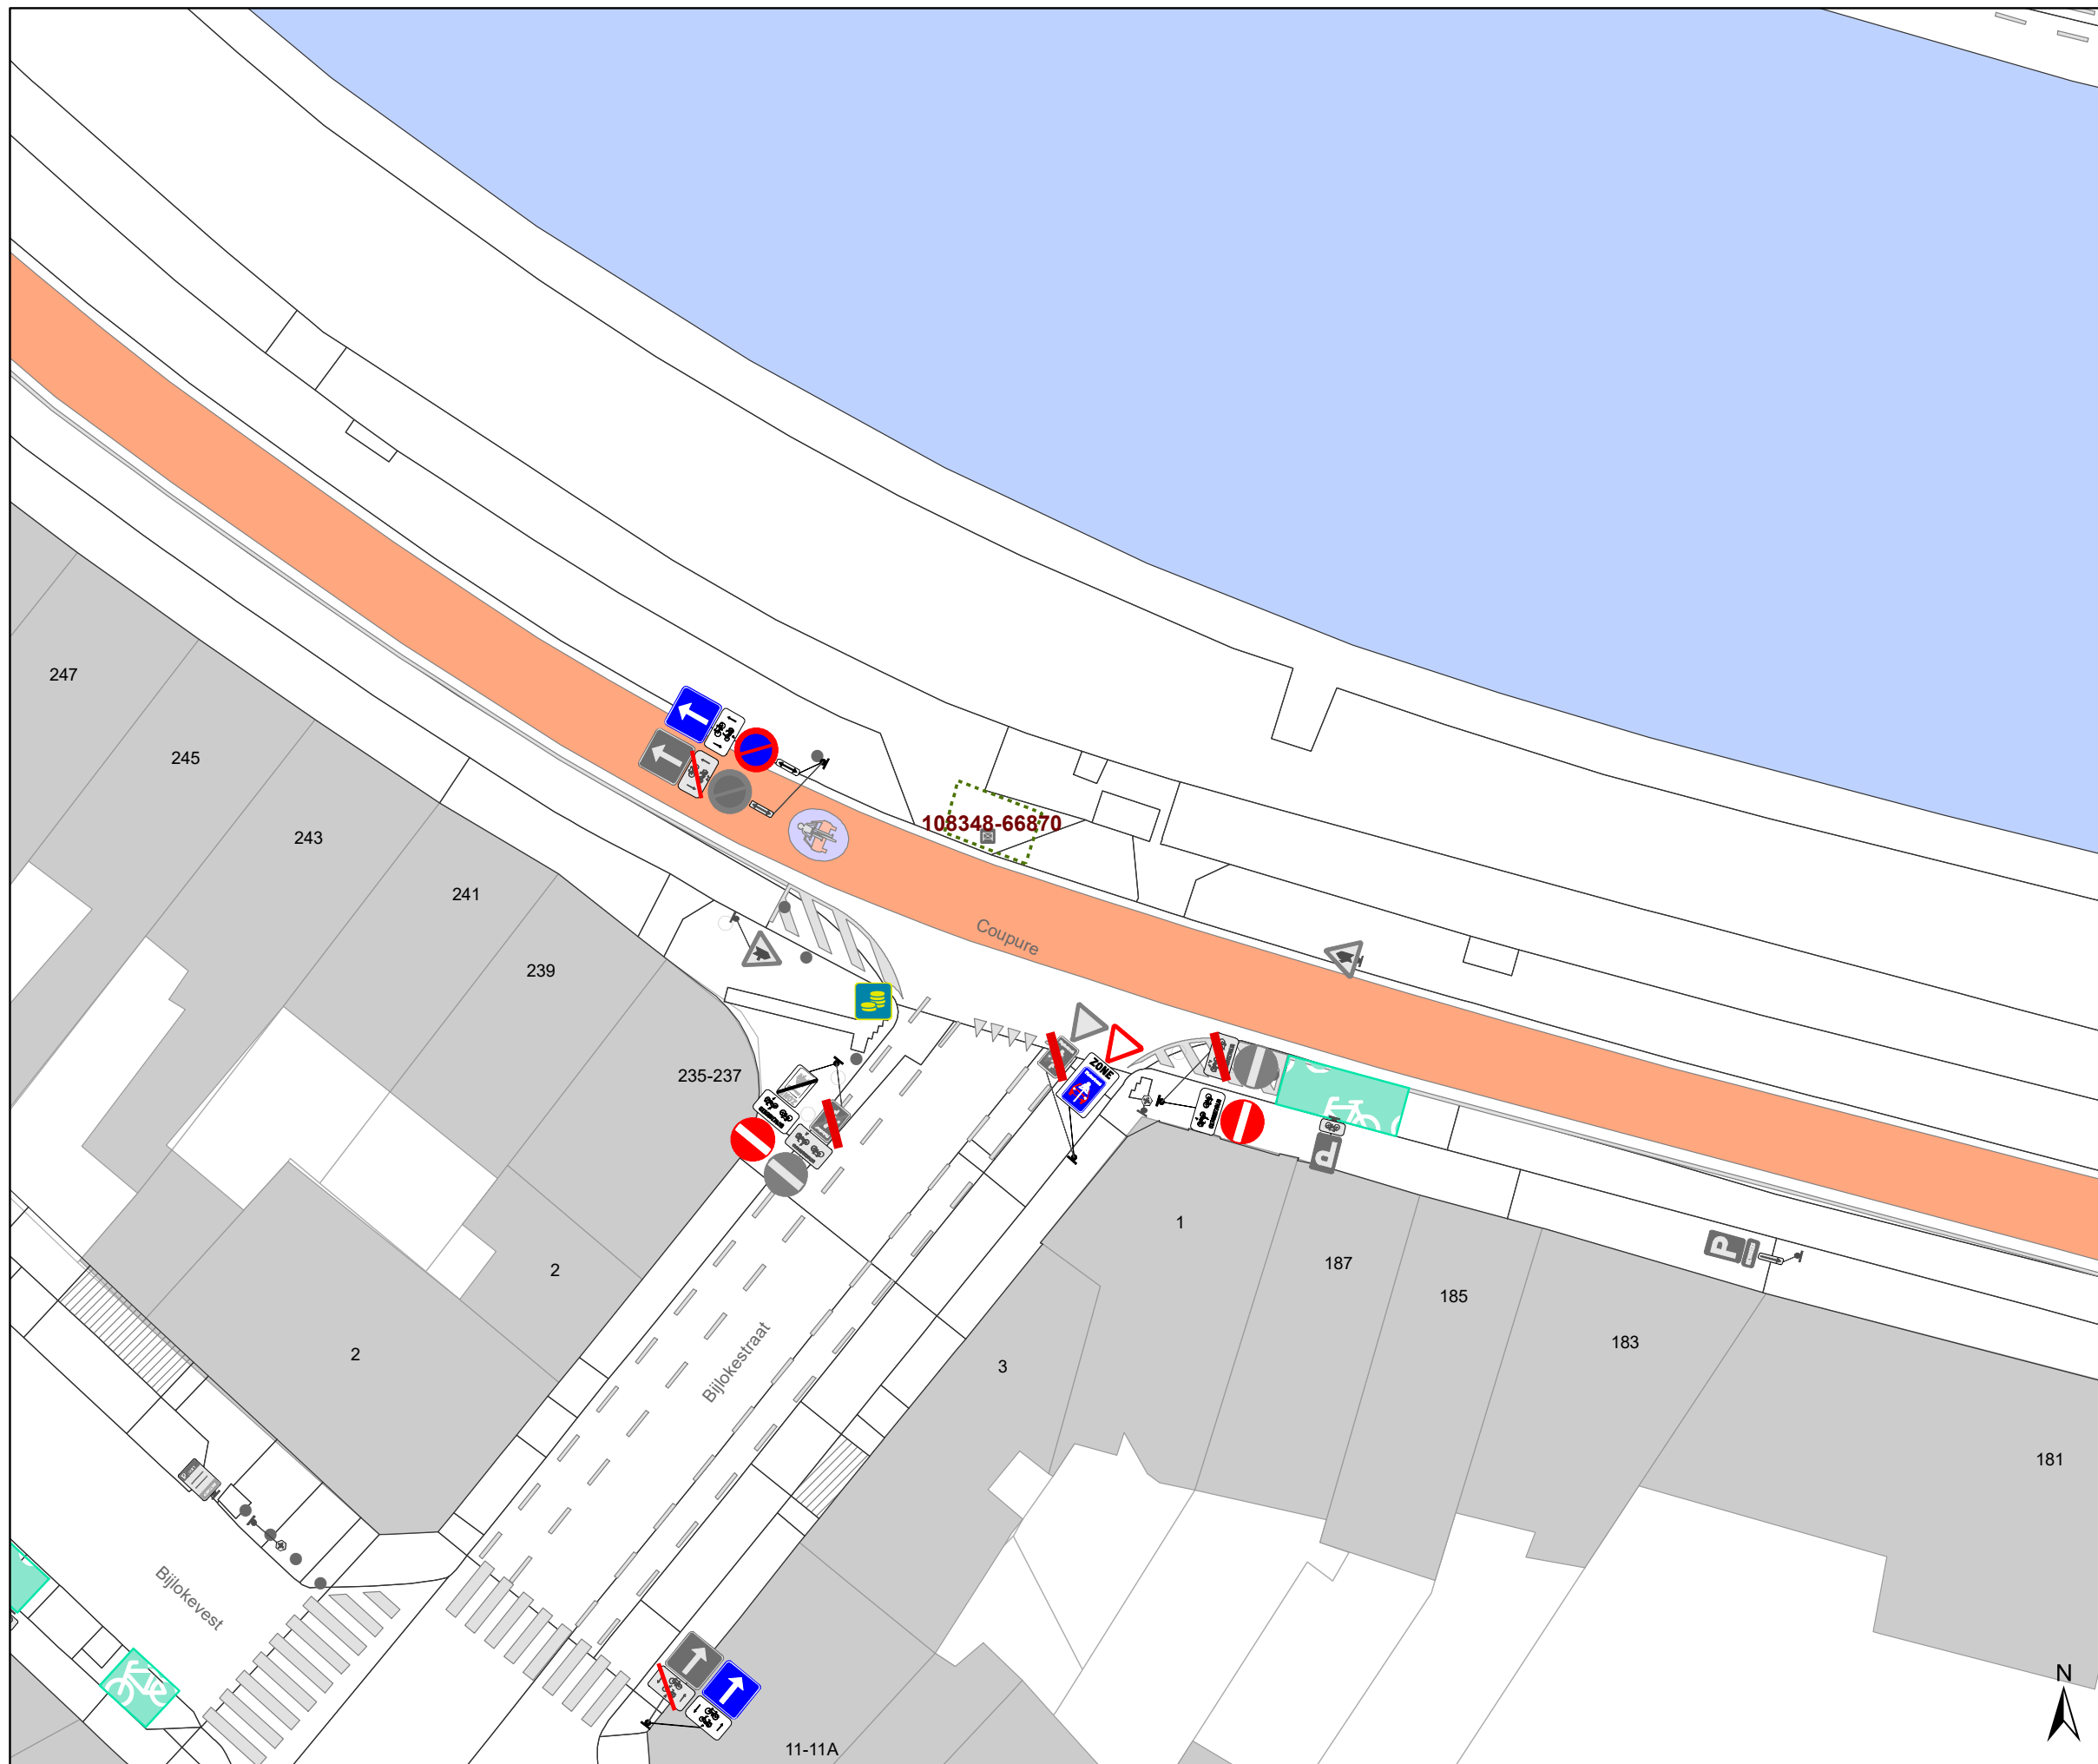 247
245
243
241
239
108348-66870
Coupure
235-237
ZONE
1
187
185
183
181
2
2
3
Bijlokestraat
Bijlokevest
11-11A
P
P
N